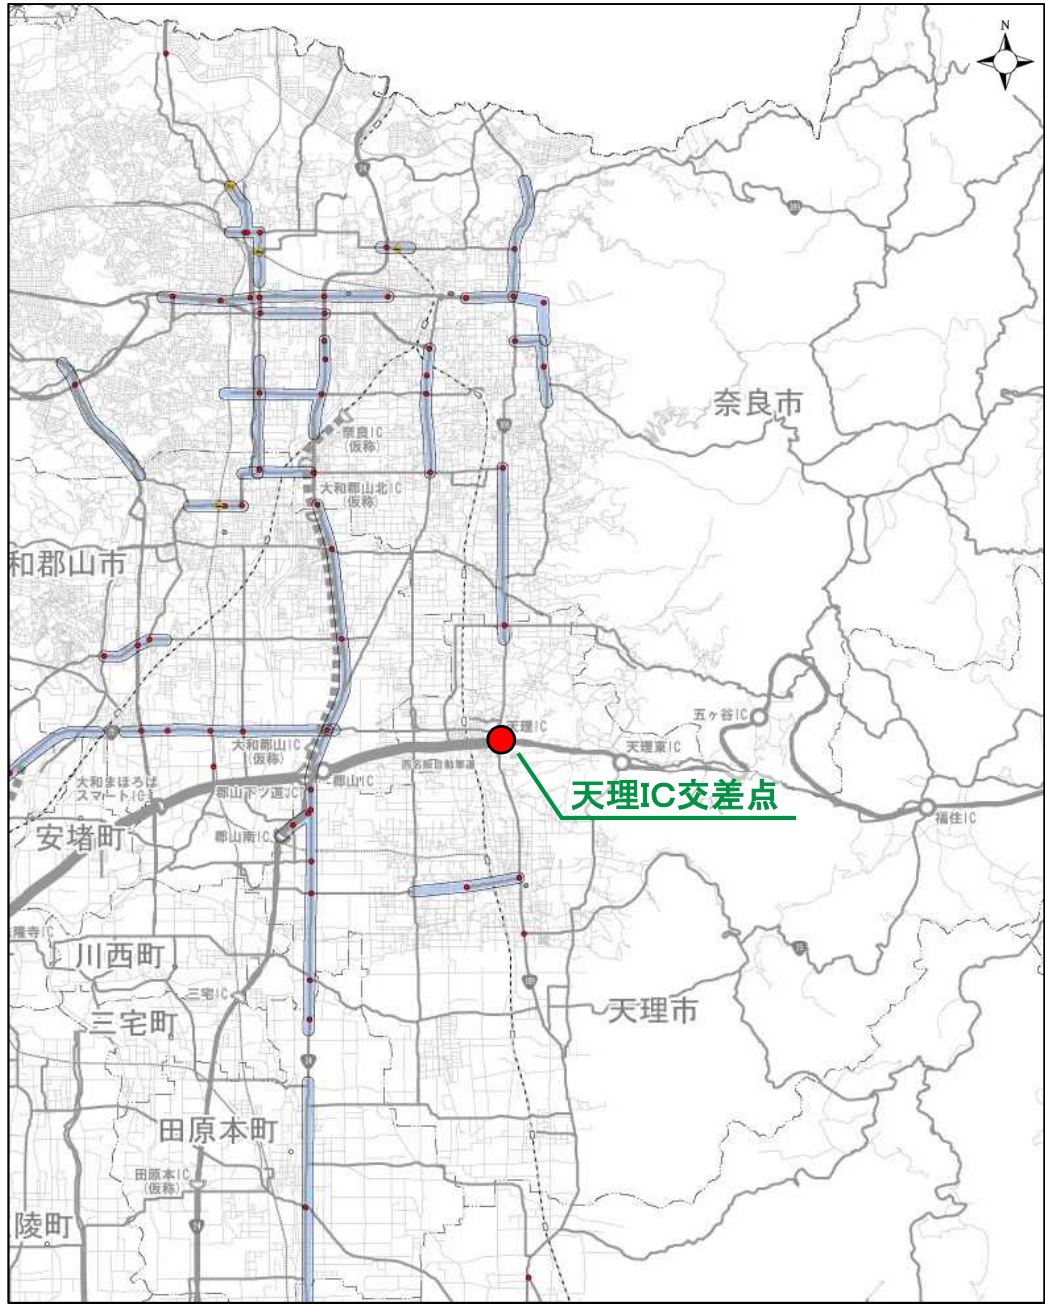 N
奈良市
奈良IC
(仮称)
大和郡山北IC
(仮称)
和郡山市
五ヶ谷IC
天理IC
天理東IC
大和郡山IC
(仮称)
西名阪自動車道
大和まほろば
スマートIC
郡山下ツ道JCT
郡山IC
天理IC交差点
福住IC
安堵町
郡山南IC
隆寺IC
川西町
三宅IC
天理市
三宅町
24
田原本町
田原本IC
(仮称)
24
陵町